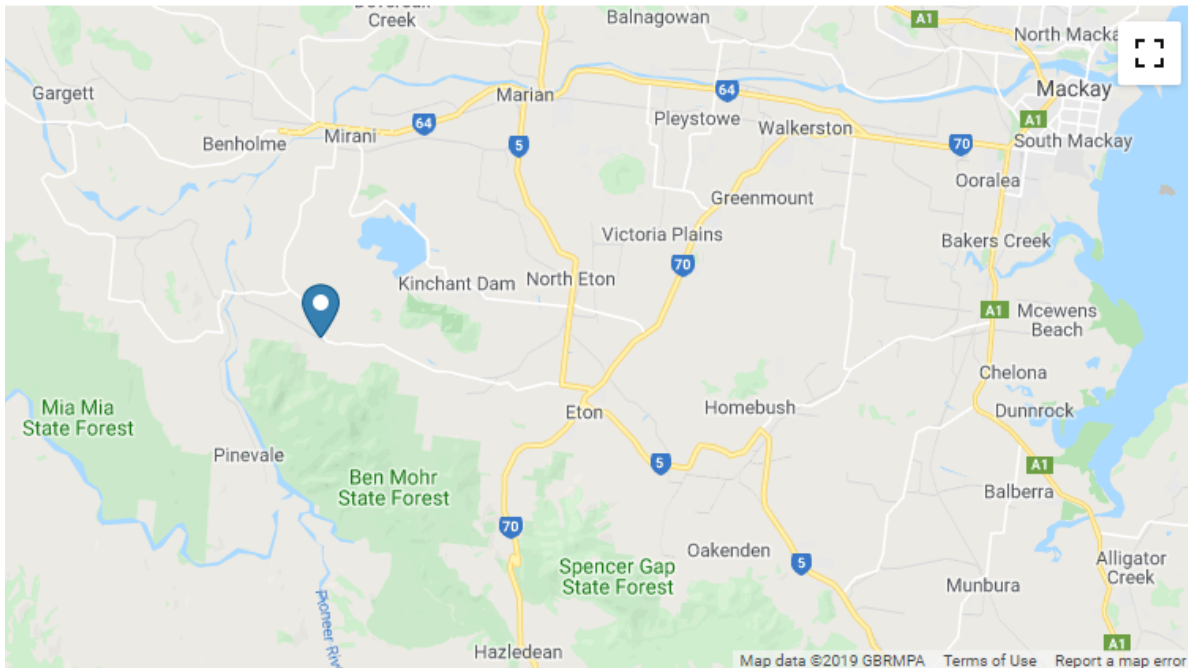 Creek
Balnagowan
A1
North Macka
Gargett
Marian
64
Mackay
Benholme
Mirani
64
5
Pleystowe
Walkerston
70
A1
South Mackay
Ooralea
Greenmount
Victoria Plains
Bakers Creek
Kinchant Dam
North Eton
70
A1
Mcewens
Beach
Chelona
Mia Mia
State Forest
Eton
Homebush
Dunnrock
Pinevale
Ben Mohr
State Forest
5
A1
Balberra
70
Oakenden
5
Spencer Gap
State Forest
Munbura
Alligator
Creek
Pioneer Rive
Hazledean
A1
Map data ©2019 GBRMPA Terms of Use Report a map error